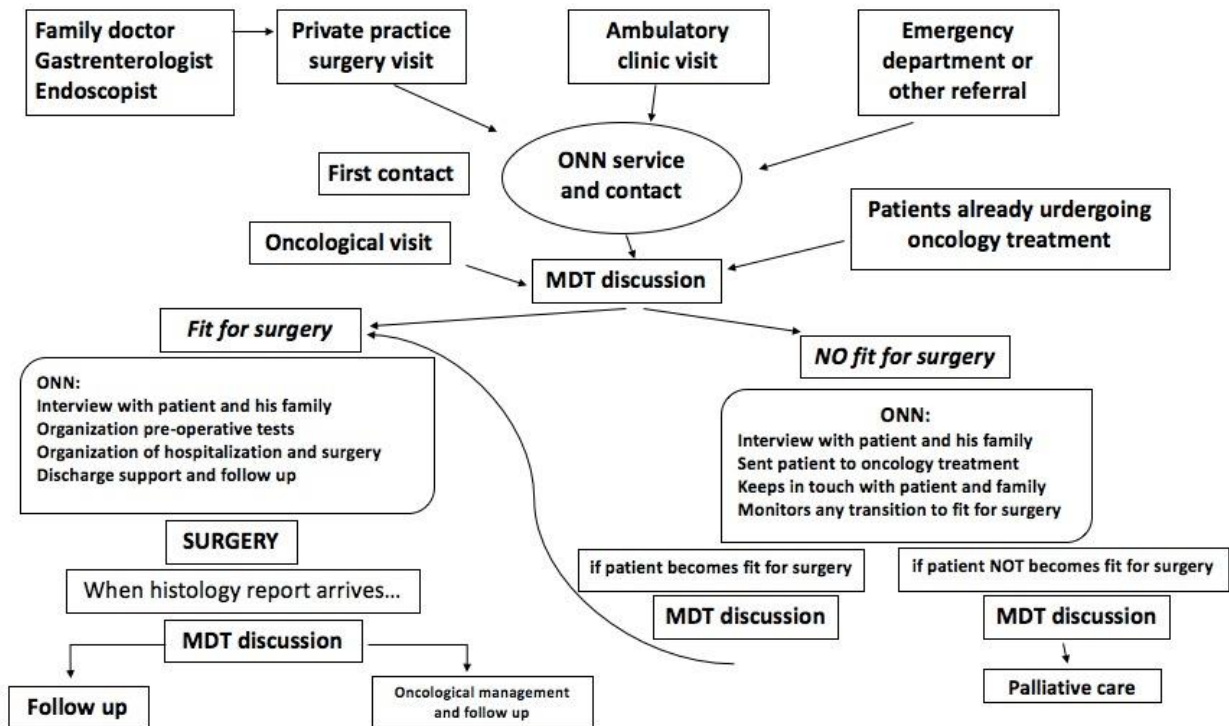 Family doctor
Gastrenterologist
Endoscopist
Private practice
surgery visit
Ambulatory
clinic visit
Emergency
department or
other referral
First contact
ONN service
and contact
Patients already urdergoing
oncology treatment
Oncological visit
MDT discussion
Fit for surgery
NO fit for surgery
ONN:
Interview with patient and his family
Organization pre-operative tests
Organization of hospitalization and surgery
Discharge support and follow up
ONN:
Interview with patient and his family
Sent patient to oncology treatment
Keeps in touch with patient and family
Monitors any transition to fit for surgery
SURGERY
When histology report arrives...
MDT discussion
Follow up
Oncological management
and follow up
if patient becomes fit for surgery
MDT discussion
if patient NOT becomes fit for surgery
MDT discussion
Palliative care